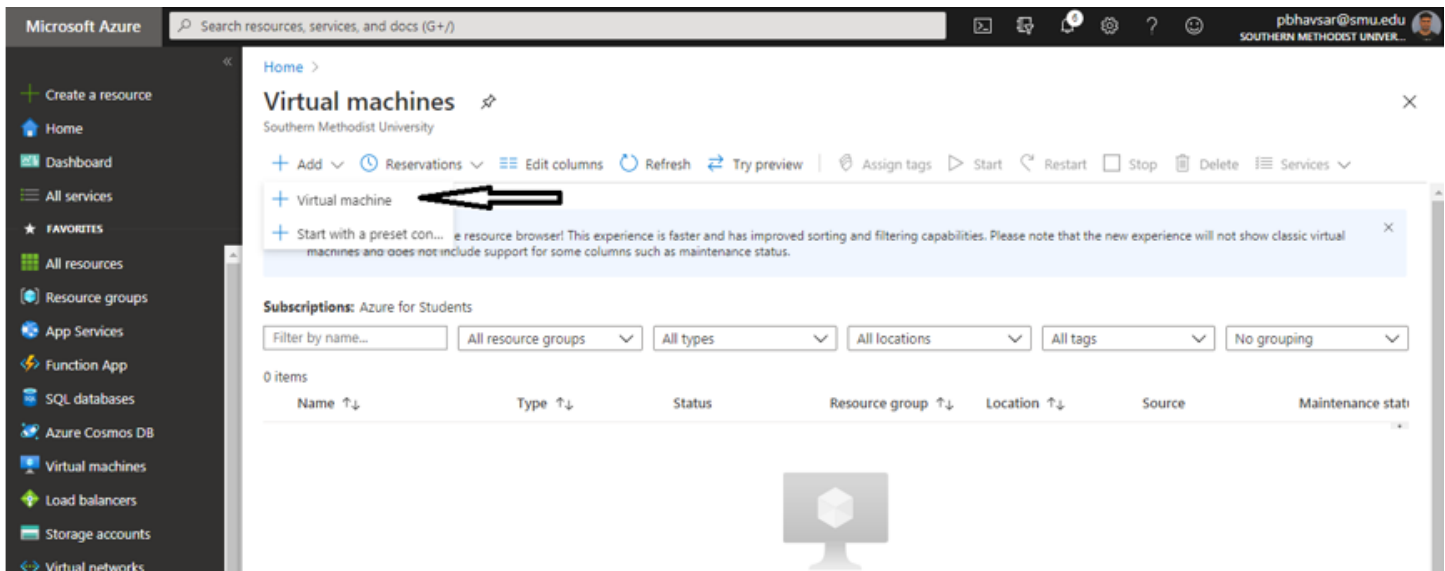 Microsoft Azure
Search resources, services, and docs (G+/)
6
?
pbhavsar@smu.edu
SOUTHERN METHODIST UNIVER...
«
Create a resource
Home
Dashboard
All services
FAVORITES
All resources
Resource groups
App Services
Function App
SQL databases
Azure Cosmos DB
Virtual machines
Load balancers
Storage accounts
Virtual networks
Home >
Virtual machines
Southern Methodist University
Add Reservations Edit columns Refresh Try preview Assign tags Start Restart Stop Delete Services
Virtual machine
Start with a preset con...
e resource browser! This experience is faster and has improved sorting and filtering capabilities. Please note that the new experience will not show classic virtual
machines and does not include support for some columns such as maintenance status.
Subscriptions: Azure for Students
Filter by name... All resource groups All types All locations All tags No grouping
0 items
Name ↑↓ Type ↑↓ Status Resource group ↑↓ Location ↑↓ Source Maintenance stat